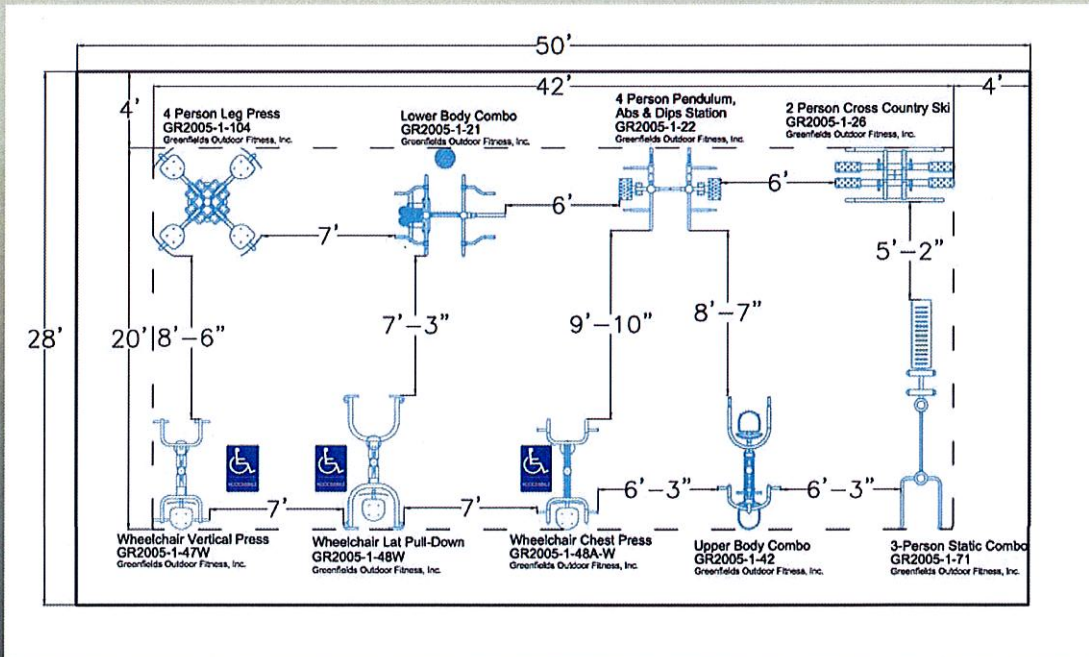 50'
42'
4'
4'
4 Person Leg Press
GR2005-1-104
Greenfields Outdoor Fitness, Inc.
Lower Body Combo
GR2005-1-21
Greenfields Outdoor Fitness, Inc.
4 Person Pendulum,
Abs & Dips Station
GR2005-1-22
Greenfields Outdoor Fitness, Inc.
2 Person Cross Country Ski
GR2005-1-26
Greenfields Outdoor Fitness, Inc.
7'
6'
6'
5'-2"
28'
20'
8'-6"
7'-3"
9'-10"
8'-7"
ACCESSIBLE
ACCESSIBLE
ACCESSIBLE
7'
7'
6'-3"
6'-3"
Wheelchair Vertical Press
GR2005-1-47W
Greenfields Outdoor Fitness, Inc.
Wheelchair Lat Pull-Down
GR2005-1-48W
Greenfields Outdoor Fitness, Inc.
Wheelchair Chest Press
GR2005-1-48A-W
Greenfields Outdoor Fitness, Inc.
Upper Body Combo
GR2005-1-42
Greenfields Outdoor Fitness, Inc.
3-Person Static Combo
GR2005-1-71
Greenfields Outdoor Fitness, Inc.